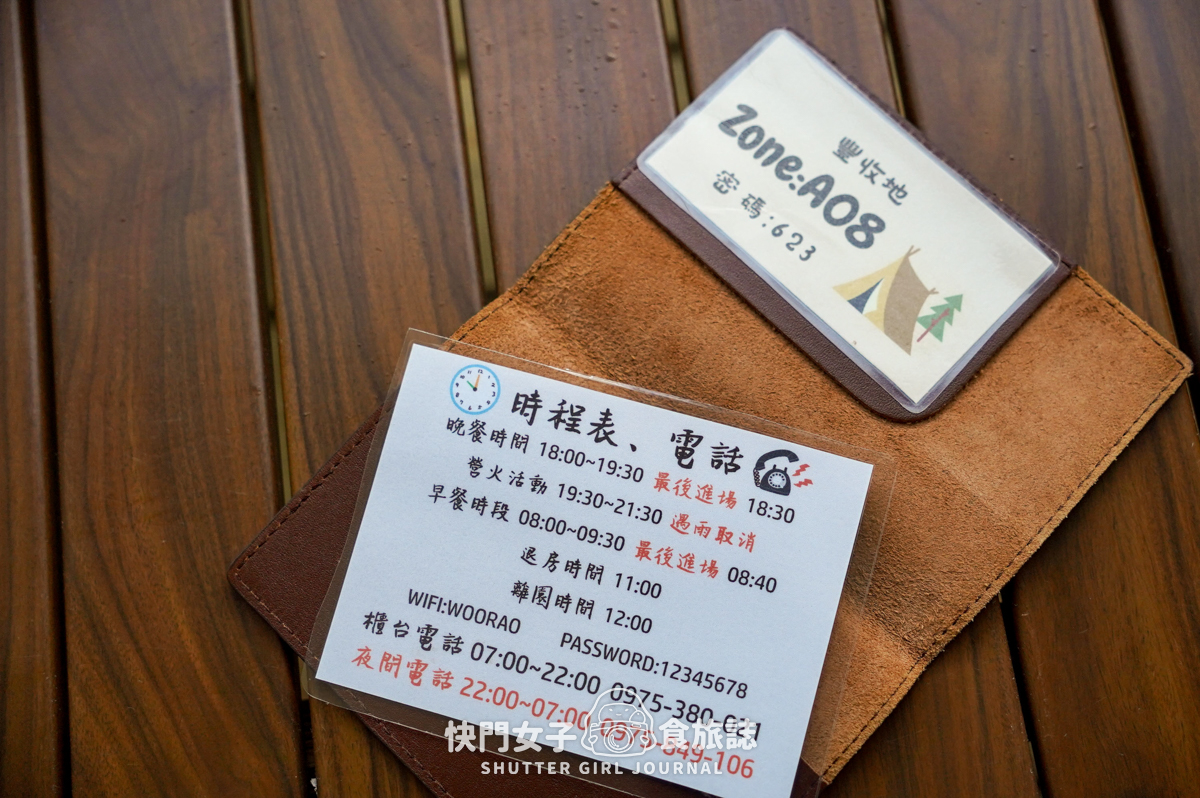 豐收地
Zone:A08
密碼:623
時程表、電話
晚餐時間 18:00~19:30 最後進場 18:30
營火活動 19:30~21:30 遇雨取消
早餐時段 08:00~09:30 最後進場 08:40
退房時間 11:00
離園時間 12:00
WIFI:WOORAO PASSWORD:12345678
櫃台電話 07:00~22:00 0975-380-
夜間電話 22:00~07:00 -106
快門女子 食旅誌
SHUTTER GIRL JOURNAL